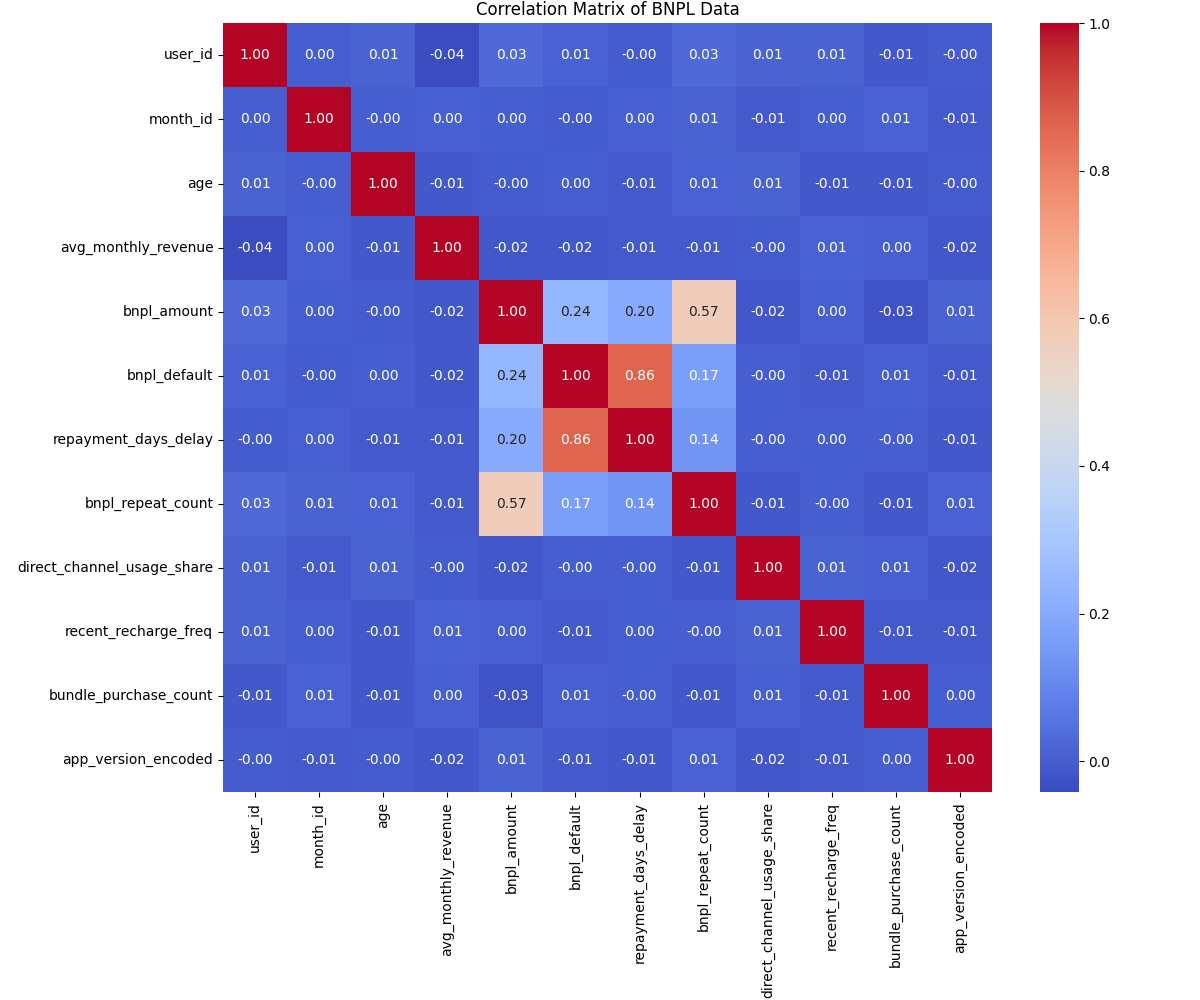 Correlation Matrix of BNPL Data
user_id 1.00 0.00 0.01 -0.04 0.03 0.01 -0.00 0.03 0.01 0.01 -0.01 -0.00
month_id 0.00 1.00 -0.00 0.00 0.00 -0.00 0.00 0.01 -0.01 0.00 0.01 -0.01
age 0.01 -0.00 1.00 -0.01 -0.00 0.00 -0.01 0.01 0.01 -0.01 -0.01 -0.00
avg_monthly_revenue -0.04 0.00 -0.01 1.00 -0.02 -0.02 -0.01 -0.01 -0.00 0.01 0.00 -0.02
bnpl_amount 0.03 0.00 -0.00 -0.02 1.00 0.24 0.20 0.57 -0.02 0.00 -0.03 0.01
bnpl_default 0.01 -0.00 0.00 -0.02 0.24 1.00 0.86 0.17 -0.00 -0.01 0.01 -0.01
repayment_days_delay -0.00 0.00 -0.01 -0.01 0.20 0.86 1.00 0.14 -0.00 0.00 -0.00 -0.01
bnpl_repeat_count 0.03 0.01 0.01 -0.01 0.57 0.17 0.14 1.00 -0.01 -0.00 -0.01 0.01
direct_channel_usage_share 0.01 -0.01 0.01 -0.00 -0.02 -0.00 -0.00 -0.01 1.00 0.01 0.01 -0.02
recent_recharge_freq 0.01 0.00 -0.01 0.01 0.00 -0.01 0.00 -0.00 0.01 1.00 -0.01 -0.01
bundle_purchase_count -0.01 0.01 -0.01 0.00 -0.03 0.01 -0.00 -0.01 0.01 -0.01 1.00 0.00
app_version_encoded -0.00 -0.01 -0.00 -0.02 0.01 -0.01 -0.01 0.01 -0.02 -0.01 0.00 1.00
user_id
month_id
age
avg_monthly_revenue
bnpl_amount
bnpl_default
repayment_days_delay
bnpl_repeat_count
direct_channel_usage_share
recent_recharge_freq
bundle_purchase_count
app_version_encoded
1.0
0.8
0.6
0.4
0.2
0.0